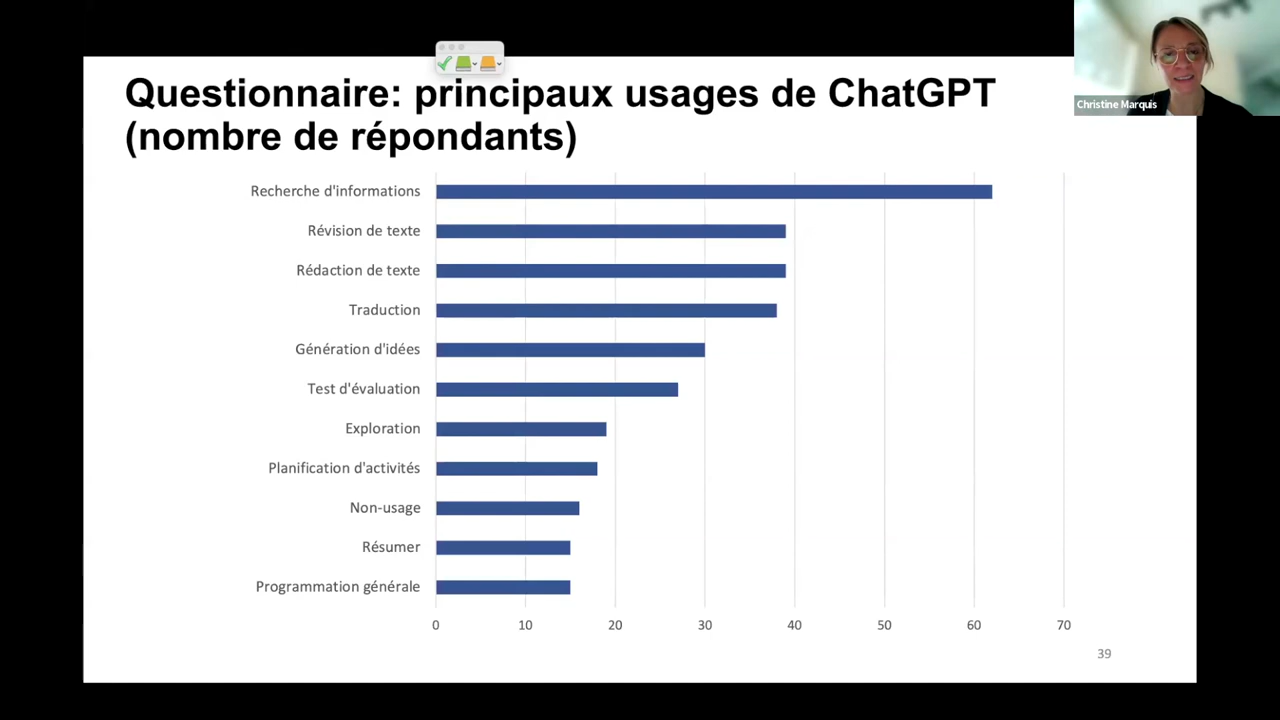 Questionnaire: principaux usages de ChatGPT
(nombre de répondants)
Christine Marquis
Recherche d'informations
Révision de texte
Rédaction de texte
Traduction
Génération d'idées
Test d'évaluation
Exploration
Planification d'activités
Non-usage
Résumer
Programmation générale
0 10 20 30 40 50 60 70
39